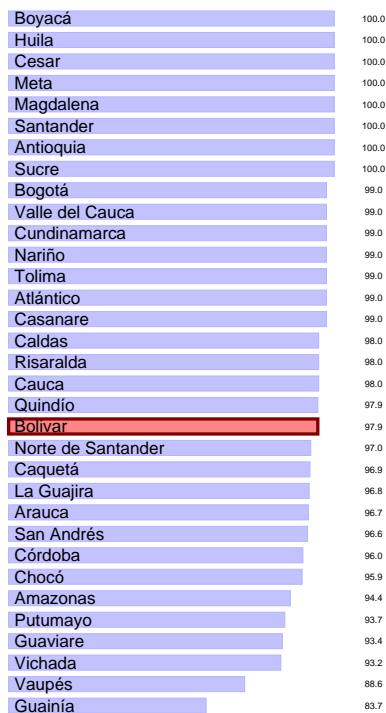 Boyacá 100.0
Huila 100.0
Cesar 100.0
Meta 100.0
Magdalena 100.0
Santander 100.0
Antioquia 100.0
Sucre 100.0
Bogotá 99.0
Valle del Cauca 99.0
Cundinamarca 99.0
Nariño 99.0
Tolima 99.0
Atlántico 99.0
Casanare 99.0
Caldas 98.0
Risaralda 98.0
Cauca 98.0
Quindío 97.9
Bolivar 97.9
Norte de Santander 97.0
Caquetá 96.9
La Guajira 96.8
Arauca 96.7
San Andrés 96.6
Córdoba 96.0
Chocó 95.9
Amazonas 94.4
Putumayo 93.7
Guaviare 93.4
Vichada 93.2
Vaupés 88.6
Guainía 83.7